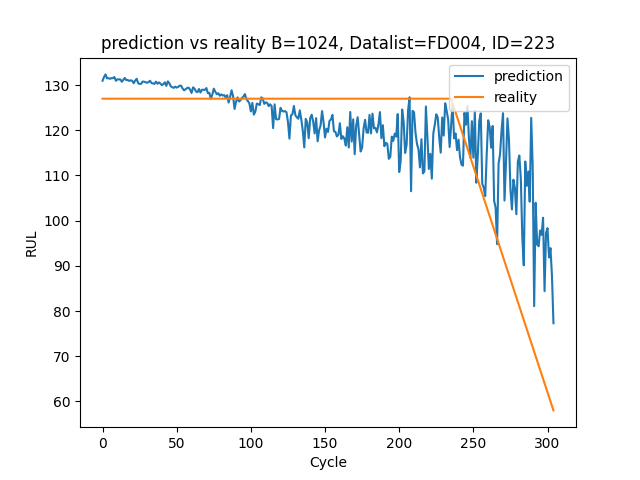 prediction vs reality B=1024, Datalist=FD004, ID=223
prediction
reality
RUL
130
120
110
100
90
80
70
60
0 50 100 150 200 250 300
Cycle